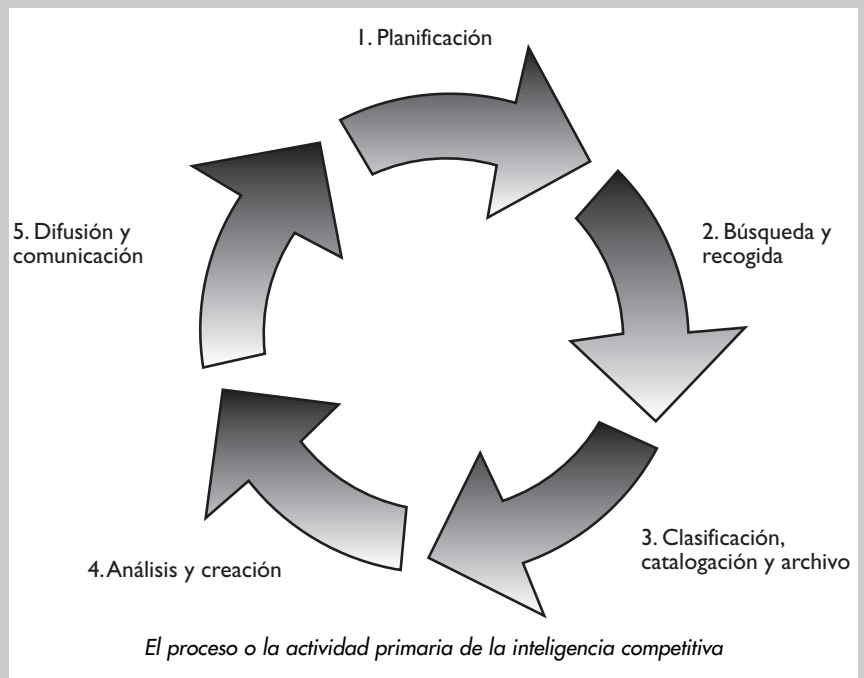 1. Planificación
2. Búsqueda y
recogida
3. Clasificación,
catalogación y archivo
4. Análisis y creación
5. Difusión y
comunicación
El proceso o la actividad primaria de la inteligencia competitiva